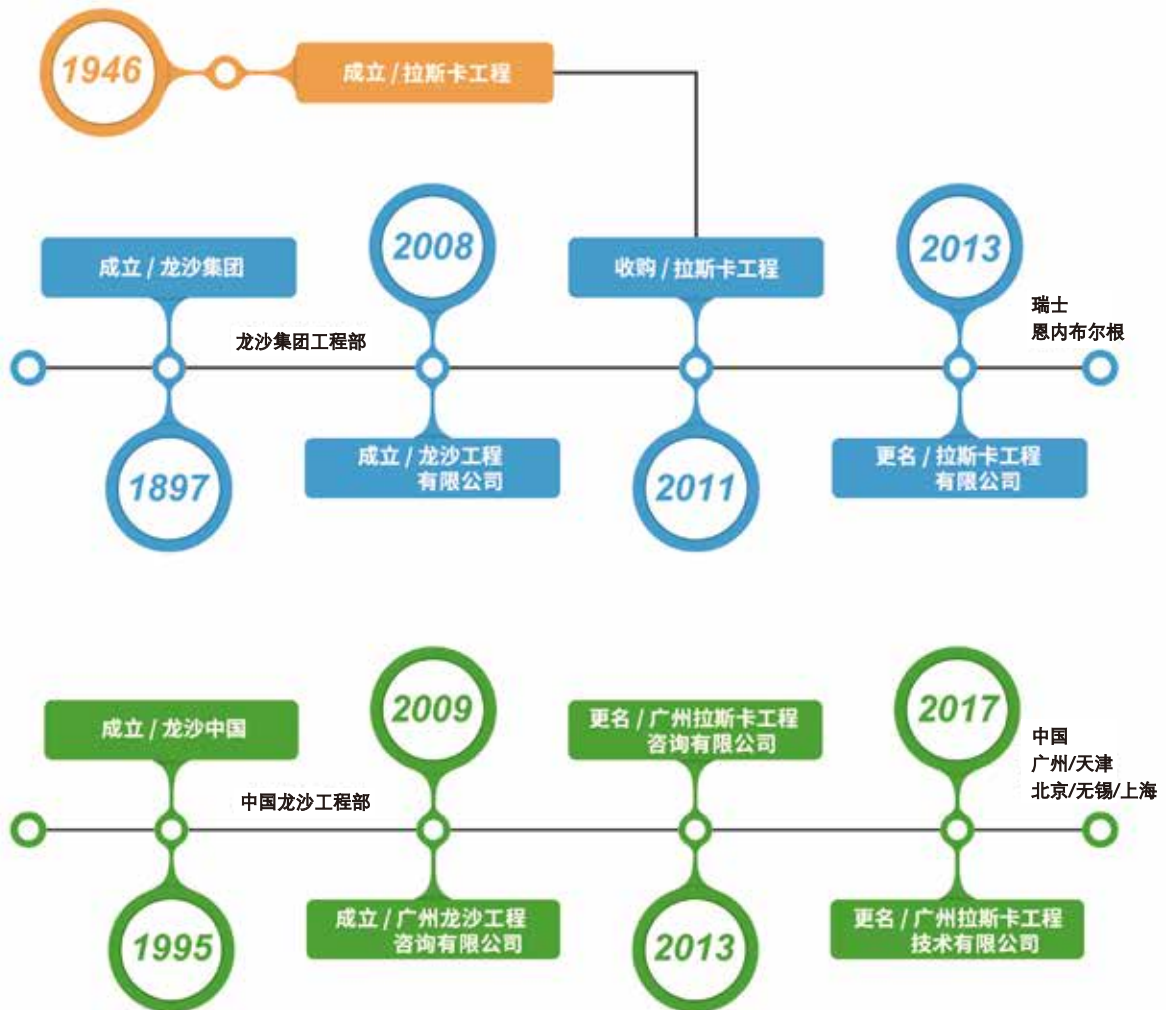 1946
成立 / 拉斯卡工程
成立 / 龙沙集团
2008
收购 / 拉斯卡工程
2013
瑞士
恩内布尔根
龙沙集团工程部
1897
成立 / 龙沙工程
有限公司
2011
更名 / 拉斯卡工程
有限公司
成立 / 龙沙中国
2009
更名 / 广州拉斯卡工程
咨询有限公司
2017
中国
广州/天津
北京/无锡/上海
中国龙沙工程部
1995
成立 / 广州龙沙工程
咨询有限公司
2013
更名 / 广州拉斯卡工程
技术有限公司